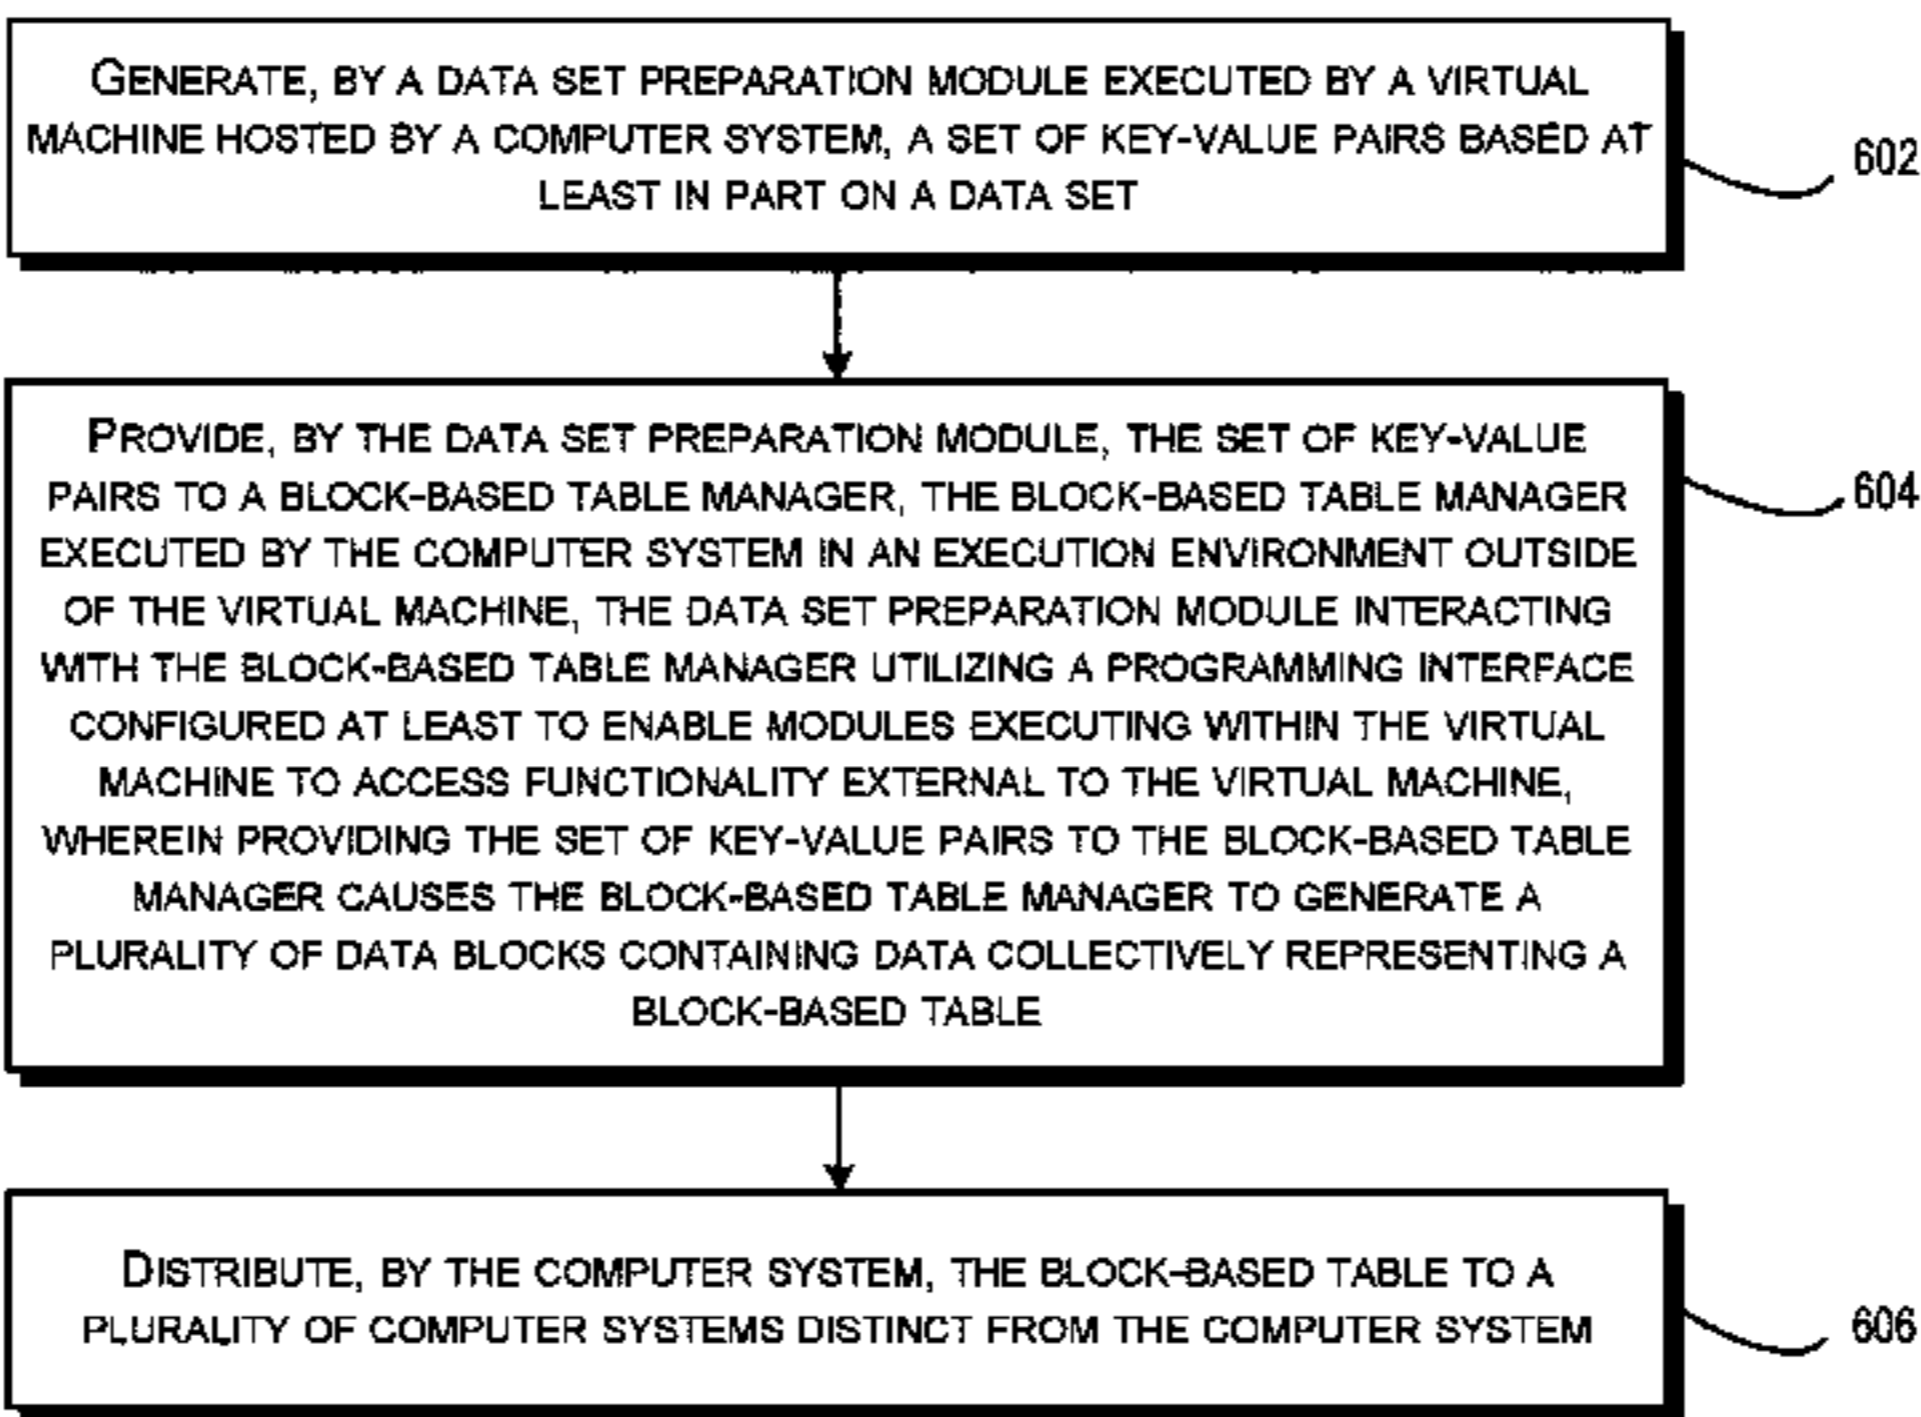 GENERATE, BY A DATA SET PREPARATION MODULE EXECUTED BY A VIRTUAL
MACHINE HOSTED BY A COMPUTER SYSTEM, A SET OF KEY-VALUE PAIRS BASED AT
LEAST IN PART ON A DATA SET
602
PROVIDE, BY THE DATA SET PREPARATION MODULE, THE SET OF KEY-VALUE
PAIRS TO A BLOCK-BASED TABLE MANAGER, THE BLOCK-BASED TABLE MANAGER
EXECUTED BY THE COMPUTER SYSTEM IN AN EXECUTION ENVIRONMENT OUTSIDE
OF THE VIRTUAL MACHINE, THE DATA SET PREPARATION MODULE INTERACTING
WITH THE BLOCK-BASED TABLE MANAGER UTILIZING A PROGRAMMING INTERFACE
CONFIGURED AT LEAST TO ENABLE MODULES EXECUTING WITHIN THE VIRTUAL
MACHINE TO ACCESS FUNCTIONALITY EXTERNAL TO THE VIRTUAL MACHINE,
WHEREIN PROVIDING THE SET OF KEY-VALUE PAIRS TO THE BLOCK-BASED TABLE
MANAGER CAUSES THE BLOCK-BASED TABLE MANAGER TO GENERATE A
PLURALITY OF DATA BLOCKS CONTAINING DATA COLLECTIVELY REPRESENTING A
BLOCK-BASED TABLE
604
DISTRIBUTE, BY THE COMPUTER SYSTEM, THE BLOCK-BASED TABLE TO A
PLURALITY OF COMPUTER SYSTEMS DISTINCT FROM THE COMPUTER SYSTEM
606